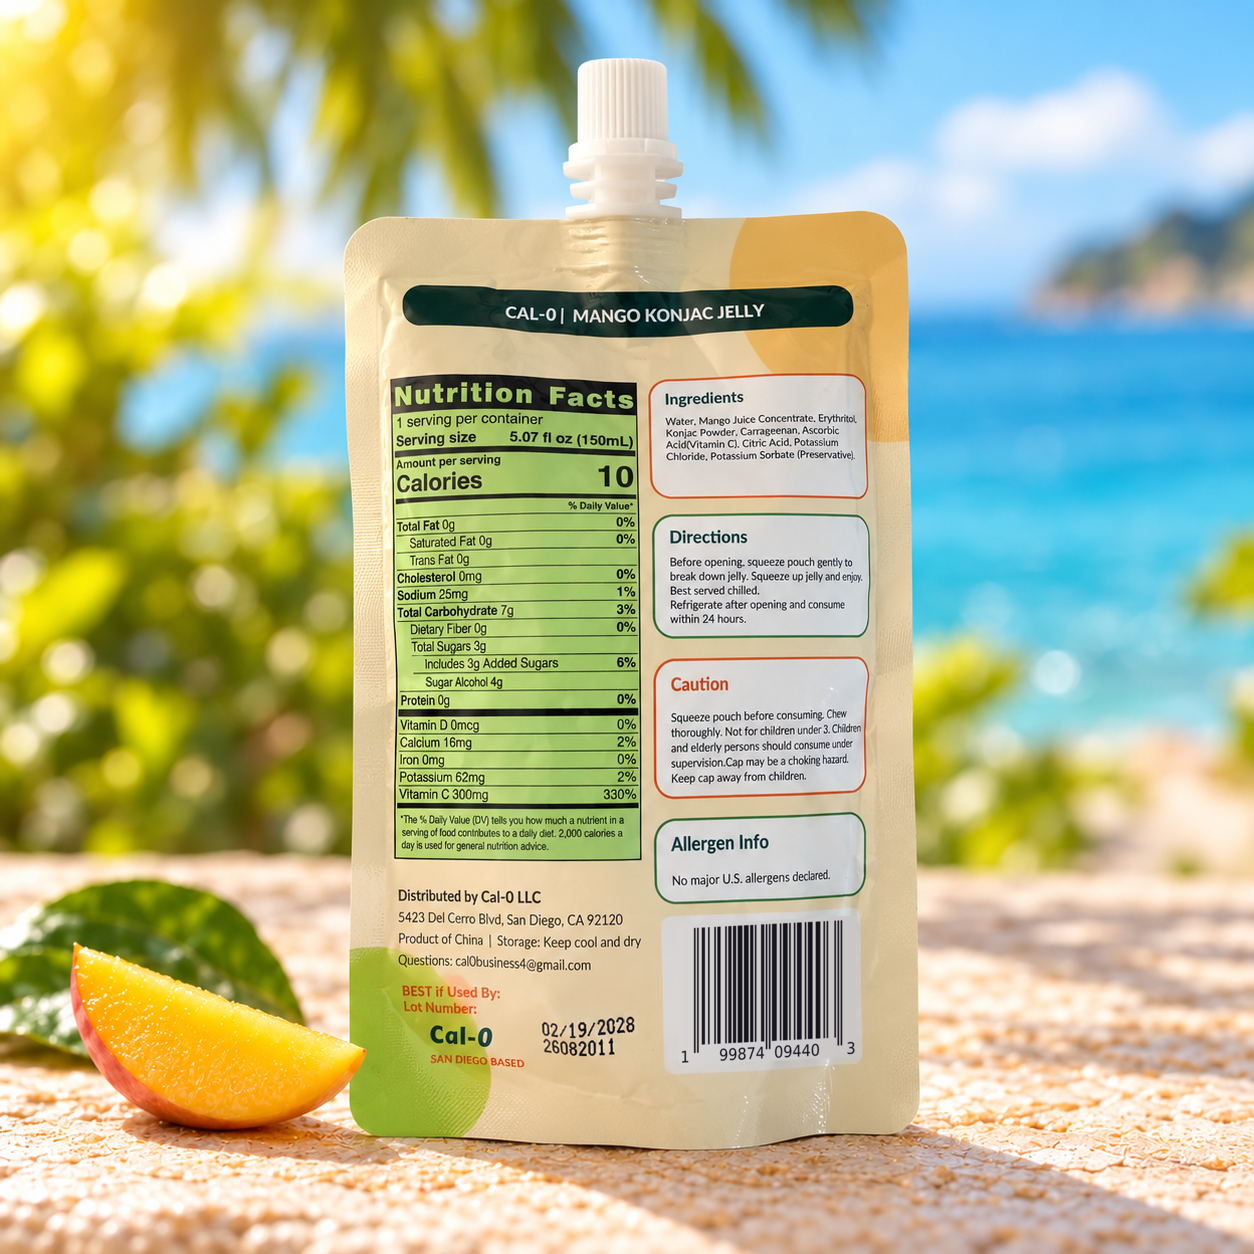 CAL-0 | MANGO KONJAC JELLY
Nutrition Facts
1 serving per container
Serving size 5.07 fl oz (150mL)
Amount per serving
Calories 10
% Daily Value*
Total Fat 0g 0%
Saturated Fat 0g 0%
Trans Fat 0g
Cholesterol 0mg 0%
Sodium 25mg 1%
Total Carbohydrate 7g 3%
Dietary Fiber 0g 0%
Total Sugars 3g
Includes 3g Added Sugars 6%
Sugar Alcohol 4g
Protein 0g 0%
Vitamin D 0mcg 0%
Calcium 16mg 2%
Iron 0mg 0%
Potassium 62mg 2%
Vitamin C 300mg 330%
*The % Daily Value (DV) tells you how much a nutrient in a
serving of food contributes to a daily diet. 2,000 calories a
day is used for general nutrition advice.
Distributed by Cal-0 LLC
5423 Del Cerro Blvd, San Diego, CA 92120
Product of China | Storage: Keep cool and dry
Questions: cal0business4@gmail.com
BEST if Used By:
Lot Number:
Cal-0
SAN DIEGO BASED
02/19/2028
26082011
Ingredients
Water, Mango Juice Concentrate, Erythritol,
Konjac Powder, Carrageenan, Ascorbic
Acid(Vitamin C). Citric Acid, Potassium
Chloride, Potassium Sorbate (Preservative).
Directions
Before opening, squeeze pouch gently to
break down jelly. Squeeze up jelly and enjoy.
Best served chilled.
Refrigerate after opening and consume
within 24 hours.
Caution
Squeeze pouch before consuming. Chew
thoroughly. Not for children under 3. Children
and elderly persons should consume under
supervision.Cap may be a choking hazard.
Keep cap away from children.
Allergen Info
No major U.S. allergens declared.
1 99874 09440 3